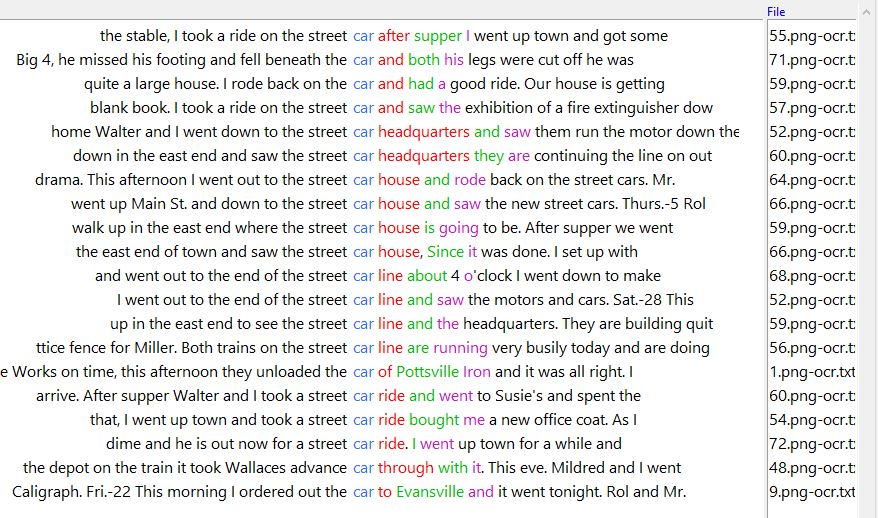 File
the stable, I took a ride on the street car after supper I went up town and got some 55.png-ocr.t
Big 4, he missed his footing and fell beneath the car and both his legs were cut off he was 71.png-ocr.t
quite a large house. I rode back on the car and had a good ride. Our house is getting 59.png-ocr.t
blank book. I took a ride on the street car and saw the exhibition of a fire extinguisher dow 57.png-ocr.t
home Walter and I went down to the street car headquarters and saw them run the motor down the 52.png-ocr.t
down in the east end and saw the street car headquarters they are continuing the line on out 60.png-ocr.t
drama. This afternoon I went out to the street car house and rode back on the street cars. Mr. 64.png-ocr.t
went up Main St. and down to the street car house and saw the new street cars. Thurs.-5 Rol 66.png-ocr.t
walk up in the east end where the street car house is going to be. After supper we went 59.png-ocr.t
the east end of town and saw the street car house, Since it was done. I set up with 66.png-ocr.t
and went out to the end of the street car line about 4 o'clock I went down to make 68.png-ocr.t
I went out to the end of the street car line and saw the motors and cars. Sat.-28 This 52.png-ocr.t
up in the east end to see the street car line and the headquarters. They are building quit 59.png-ocr.t
ttice fence for Miller. Both trains on the street car line are running very busily today and are doing 56.png-ocr.t
e Works on time, this afternoon they unloaded the car of Pottsville Iron and it was all right. I 1.png-ocr.txt
arrive. After supper Walter and I took a street car ride and went to Susie's and spent the 60.png-ocr.t
that, I went up town and took a street car ride bought me a new office coat. As I 54.png-ocr.t
dime and he is out now for a street car ride. I went up town for a while and 72.png-ocr.t
the depot on the train it took Wallaces advance car through with it. This eve. Mildred and I went 48.png-ocr.t
Caligraph. Fri.-22 This morning I ordered out the car to Evansville and it went tonight. Rol and Mr. 9.png-ocr.txt